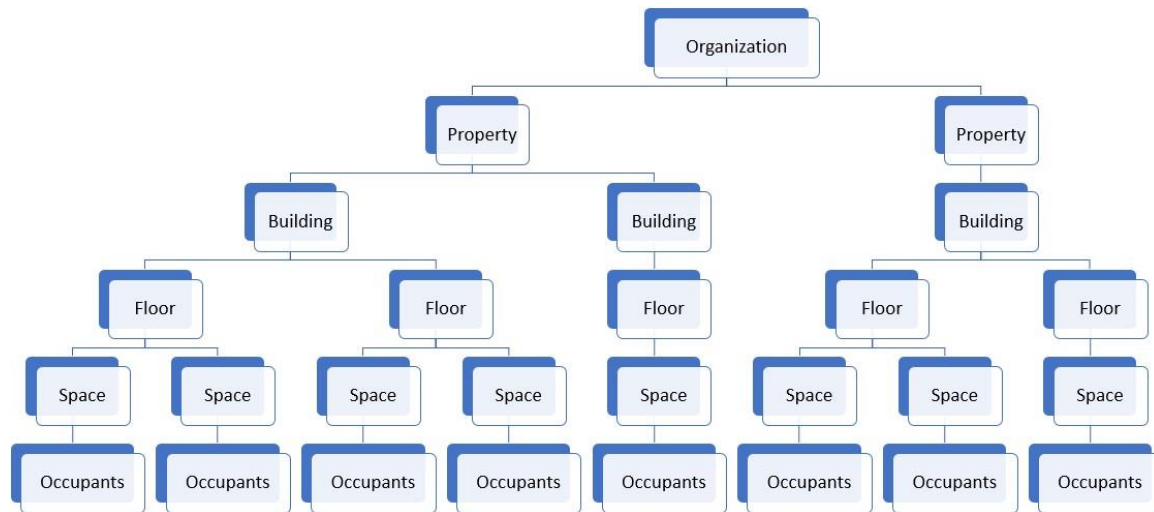 Organization
Property
Property
Building
Building
Building
Floor
Floor
Floor
Floor
Floor
Space
Space
Space
Space
Space
Space
Space
Space
Occupants
Occupants
Occupants
Occupants
Occupants
Occupants
Occupants
Occupants